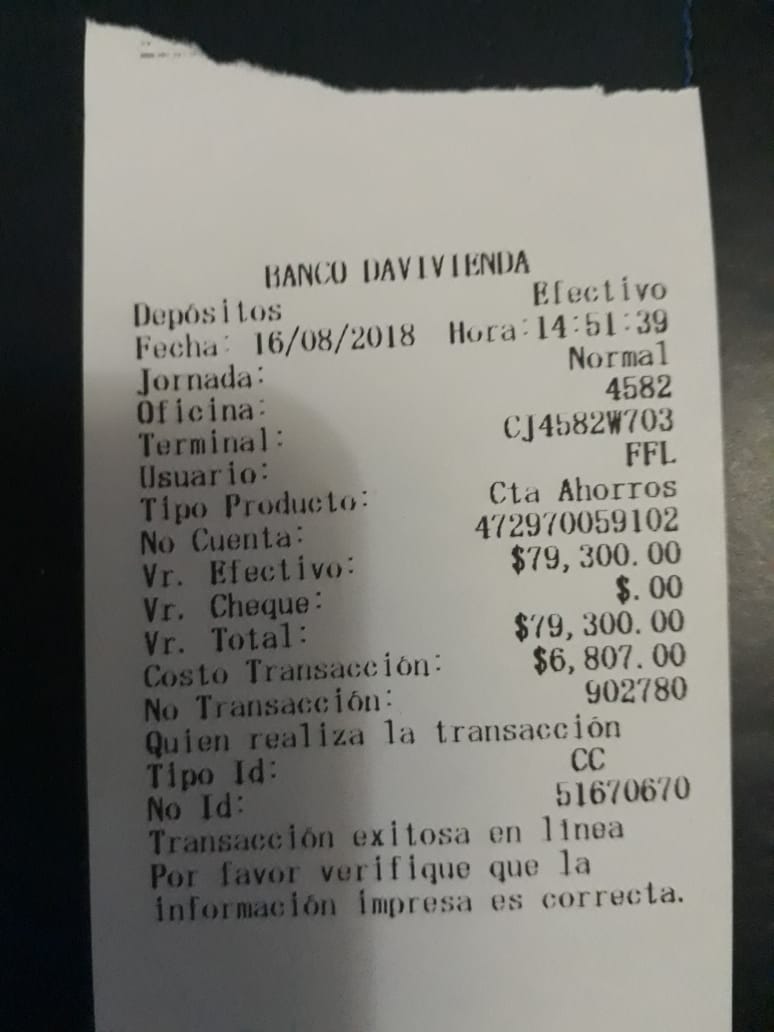 BANCO DAVIVIENDA
Depósitos Efectivo
Fecha: 16/08/2018 Hora:14:51:39
Jornada: Normal
Oficina: 4582
Terminal: CJ4582W703
Usuario: FFL
Tipo Producto: Cta Ahorros
No Cuenta: 472970059102
Vr. Efectivo: $79,300.00
Vr. Cheque: $.00
Vr. Total: $79,300.00
Costo Transacción: $6,807.00
No Transacción: 902780
Quien realiza la transacción
Tipo Id: CC
No Id: 51670670
Transacción exitosa en línea
Por favor verifique que la
información impresa es correcta.